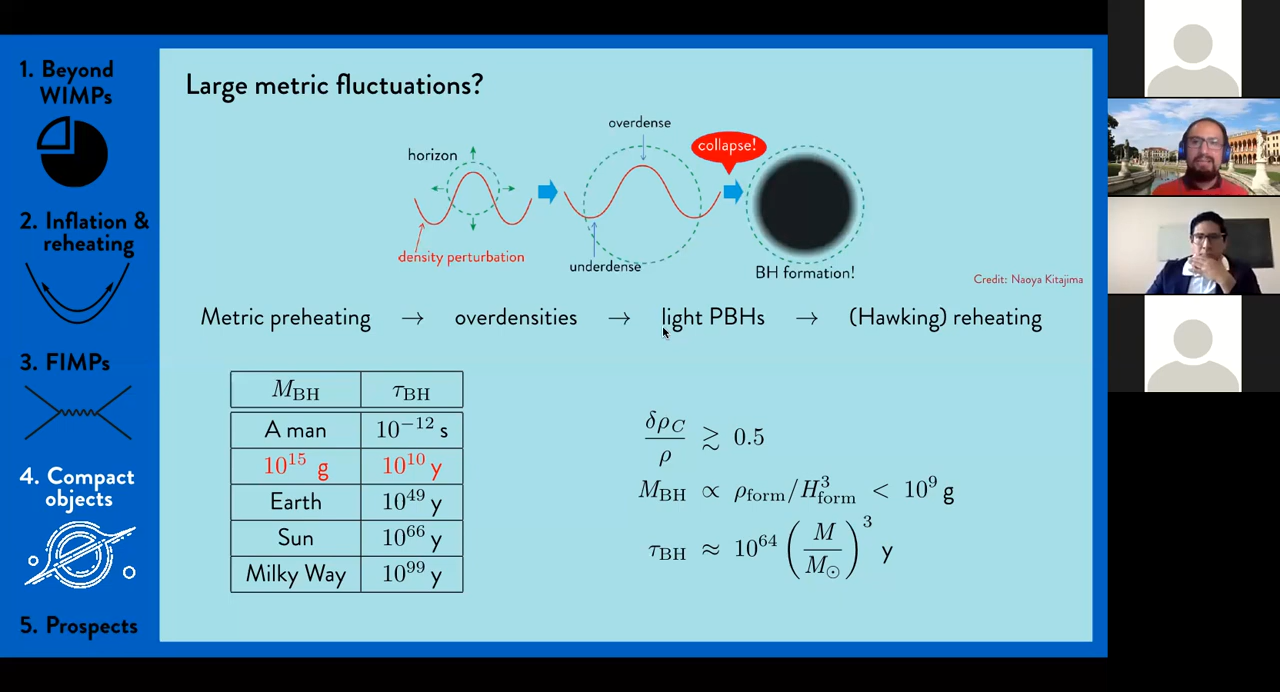 1. Beyond
WIMPs
2. Inflation &
reheating
3. FIMPs
4. Compact
objects
5. Prospects
Large metric fluctuations?
overdense
collapse!
horizon
density perturbation
underdense
BH formation!
Credit: Naoya Kitajima
Metric preheating → overdensities → light PBHs → (Hawking) reheating
M_BH τ_BH
A man 10^−12 s
10^15 g 10^10 y
Earth 10^49 y
Sun 10^66 y
Milky Way 10^99 y
δρ_C / ρ ≳ 0.5
M_BH ∝ ρ_form/H^3_form < 10^9 g
τ_BH ≈ 10^64 (M / M_⊙)^3 y